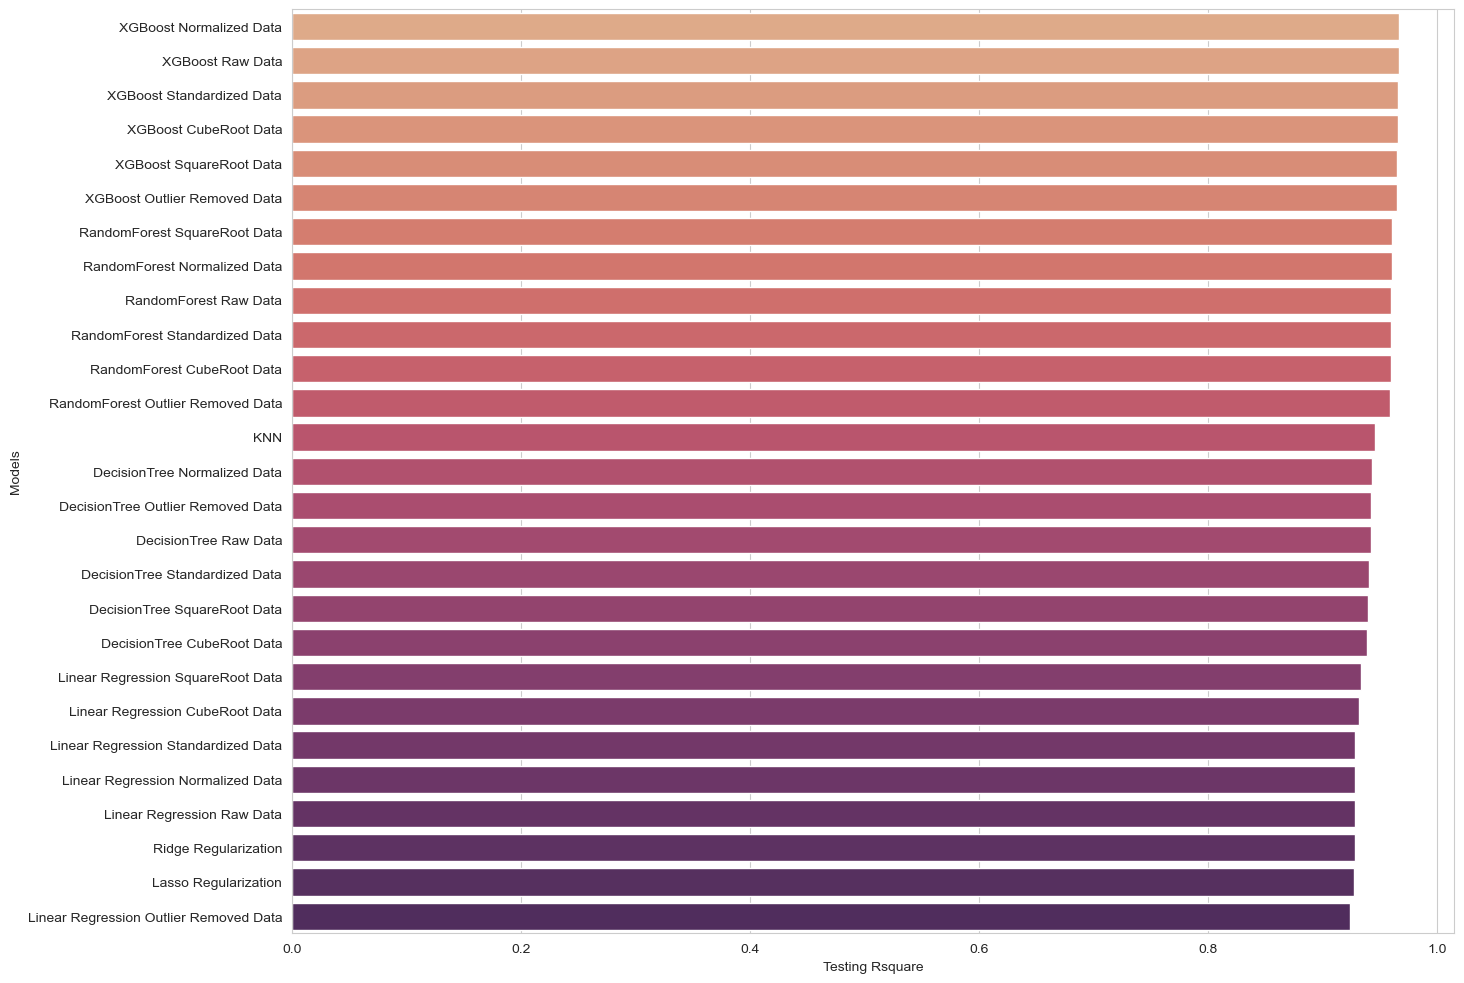 XGBoost Normalized Data
XGBoost Raw Data
XGBoost Standardized Data
XGBoost CubeRoot Data
XGBoost SquareRoot Data
XGBoost Outlier Removed Data
RandomForest SquareRoot Data
RandomForest Normalized Data
RandomForest Raw Data
RandomForest Standardized Data
RandomForest CubeRoot Data
RandomForest Outlier Removed Data
KNN
DecisionTree Normalized Data
DecisionTree Outlier Removed Data
DecisionTree Raw Data
DecisionTree Standardized Data
DecisionTree SquareRoot Data
DecisionTree CubeRoot Data
Linear Regression SquareRoot Data
Linear Regression CubeRoot Data
Linear Regression Standardized Data
Linear Regression Normalized Data
Linear Regression Raw Data
Ridge Regularization
Lasso Regularization
Linear Regression Outlier Removed Data
Models
0.0 0.2 0.4 0.6 0.8 1.0
Testing Rsquare